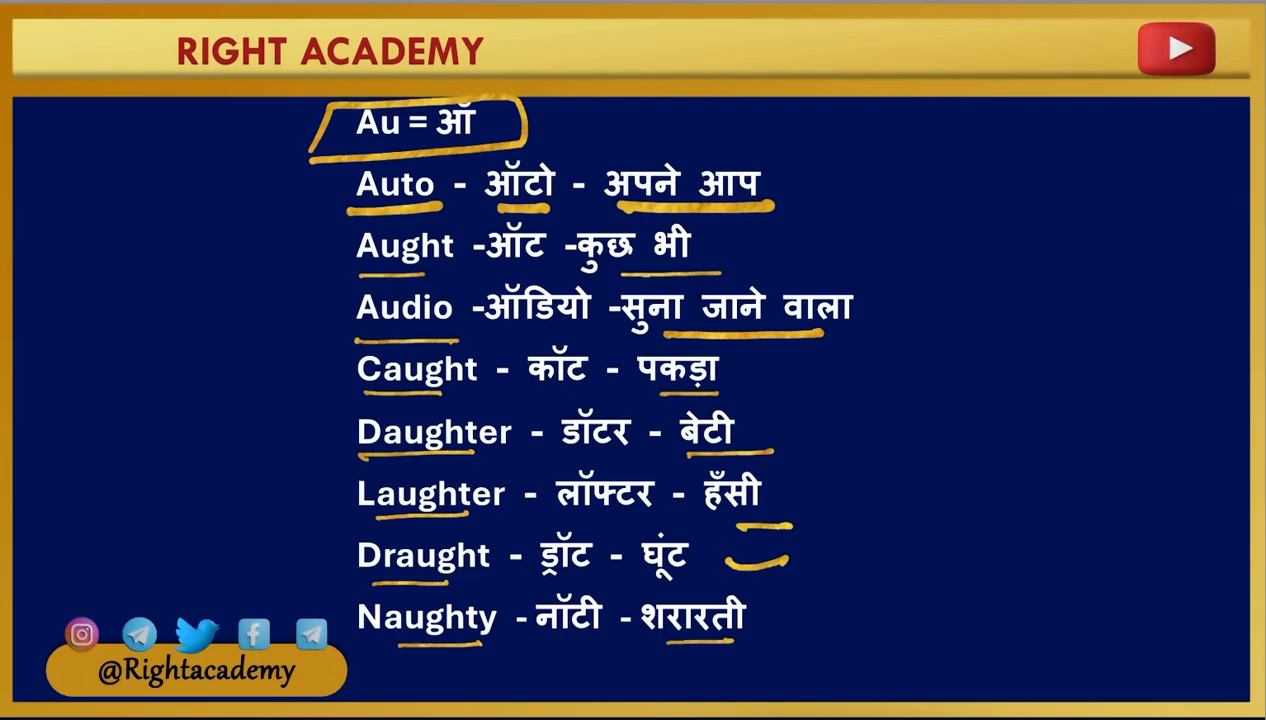 RIGHT ACADEMY
Au = ऑ
Auto - ऑटो - अपने आप
Aught -ऑट -कुछ भी
Audio -ऑडियो -सुना जाने वाला
Caught - कॉट - पकड़ा
Daughter - डॉटर - बेटी
Laughter - लॉफ्टर - हँसी
Draught - ड्रॉट - घूंट
Naughty - नॉटी - शरारती
@Rightacademy